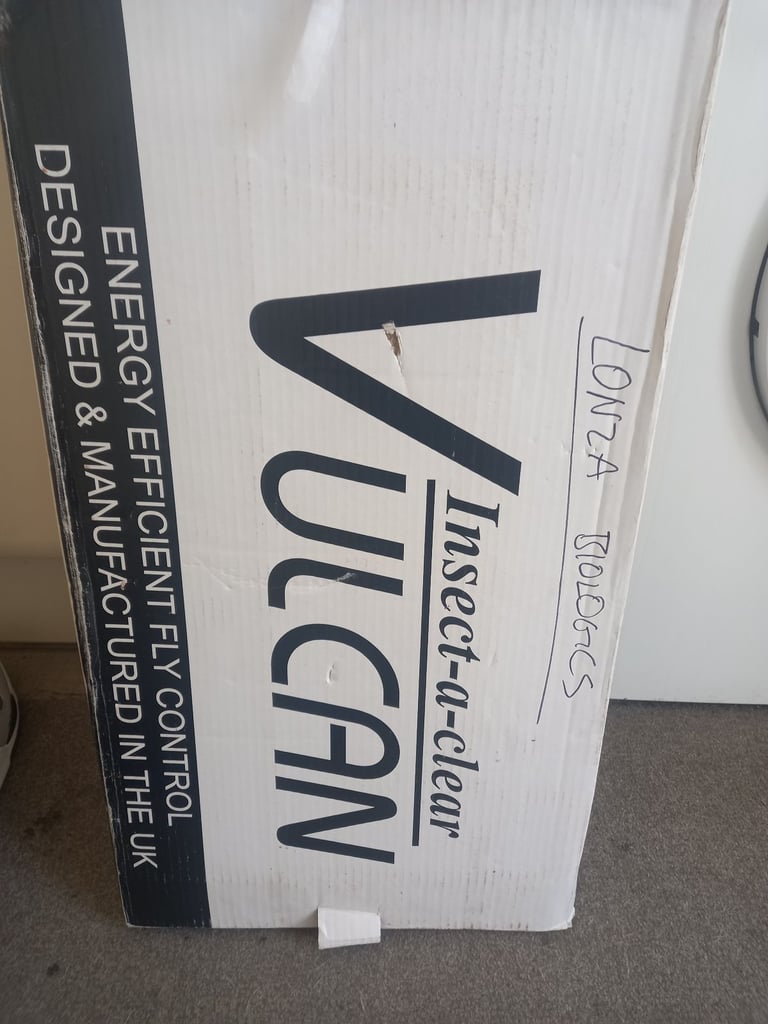 LONZA BIOLOGICS
Insect-a-clear
VULCAN
ENERGY EFFICIENT FLY CONTROL
DESIGNED & MANUFACTURED IN THE UK